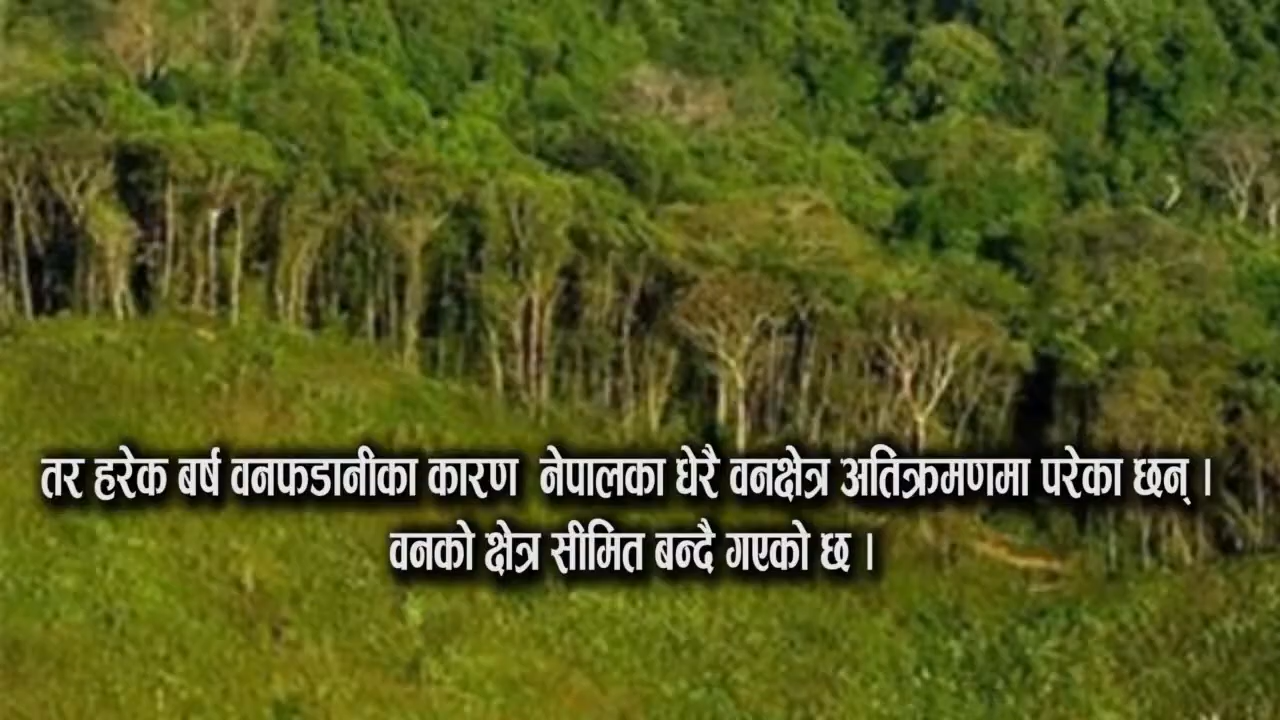 तर हरेक बर्ष वनफडानीका कारण नेपालका धेरै वनक्षेत्र अतिक्रमणमा परेका छन् ।
वनको क्षेत्र सीमित बन्दै गएको छ ।